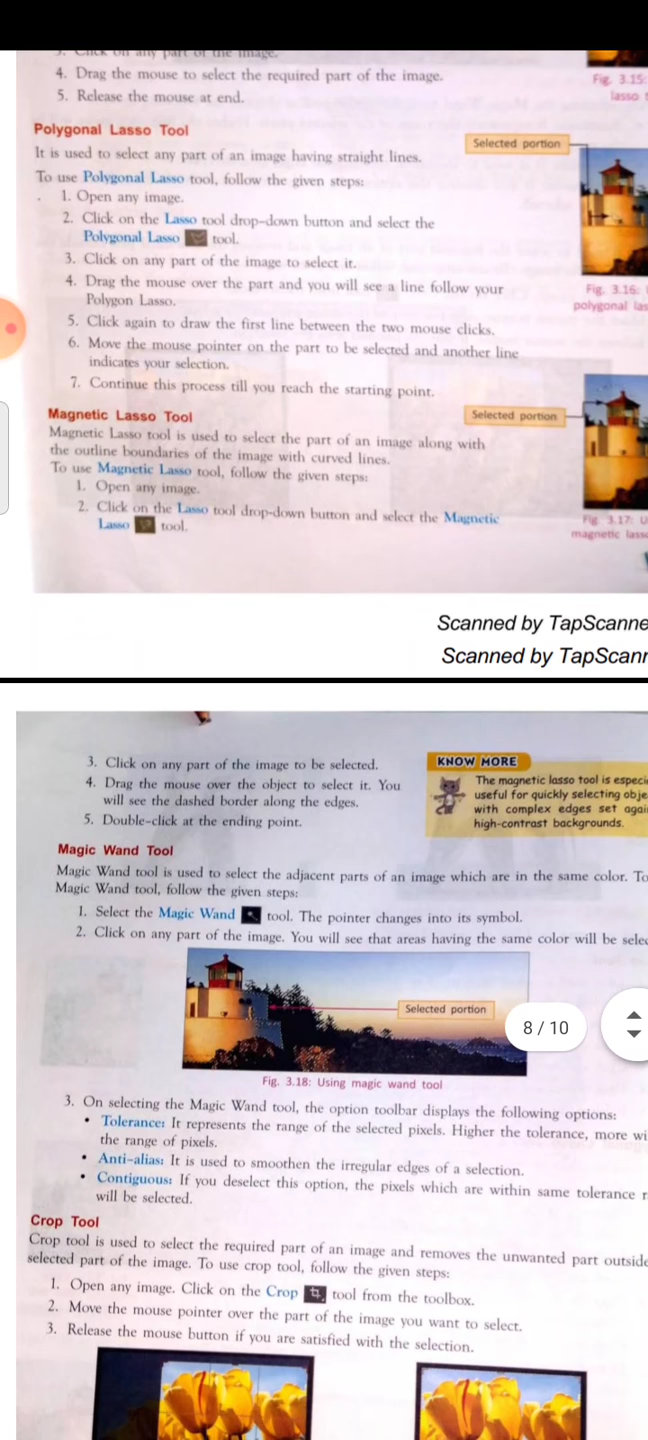 3. Click on any part of the image.
4. Drag the mouse to select the required part of the image.
5. Release the mouse at end.
Fig. 3.15:
lasso
Polygonal Lasso Tool
It is used to select any part of an image having straight lines.
Selected portion
To use Polygonal Lasso tool, follow the given steps:
1. Open any image.
2. Click on the Lasso tool drop-down button and select the
Polygonal Lasso tool.
3. Click on any part of the image to select it.
4. Drag the mouse over the part and you will see a line follow your
Polygon Lasso.
Fig. 3.16:
polygonal las
5. Click again to draw the first line between the two mouse clicks.
6. Move the mouse pointer on the part to be selected and another line
indicates your selection.
7. Continue this process till you reach the starting point.
Magnetic Lasso Tool
Selected portion
Magnetic Lasso tool is used to select the part of an image along with
the outline boundaries of the image with curved lines.
To use Magnetic Lasso tool, follow the given steps:
1. Open any image.
2. Click on the Lasso tool drop-down button and select the Magnetic
Lasso tool.
Fig. 3.17: U
magnetic lass
Scanned by TapScanne
Scanned by TapScanr
3. Click on any part of the image to be selected.
4. Drag the mouse over the object to select it. You
will see the dashed border along the edges.
5. Double-click at the ending point.
KNOW MORE
The magnetic lasso tool is especi
useful for quickly selecting obje
with complex edges set agai
high-contrast backgrounds.
Magic Wand Tool
Magic Wand tool is used to select the adjacent parts of an image which are in the same color. To
Magic Wand tool, follow the given steps:
1. Select the Magic Wand tool. The pointer changes into its symbol.
2. Click on any part of the image. You will see that areas having the same color will be selec
Selected portion
8 / 10
Fig. 3.18: Using magic wand tool
3. On selecting the Magic Wand tool, the option toolbar displays the following options:
• Tolerance: It represents the range of the selected pixels. Higher the tolerance, more wi
the range of pixels.
• Anti-alias: It is used to smoothen the irregular edges of a selection.
• Contiguous: If you deselect this option, the pixels which are within same tolerance r
will be selected.
Crop Tool
Crop tool is used to select the required part of an image and removes the unwanted part outside
selected part of the image. To use crop tool, follow the given steps:
1. Open any image. Click on the Crop tool from the toolbox.
2. Move the mouse pointer over the part of the image you want to select.
3. Release the mouse button if you are satisfied with the selection.